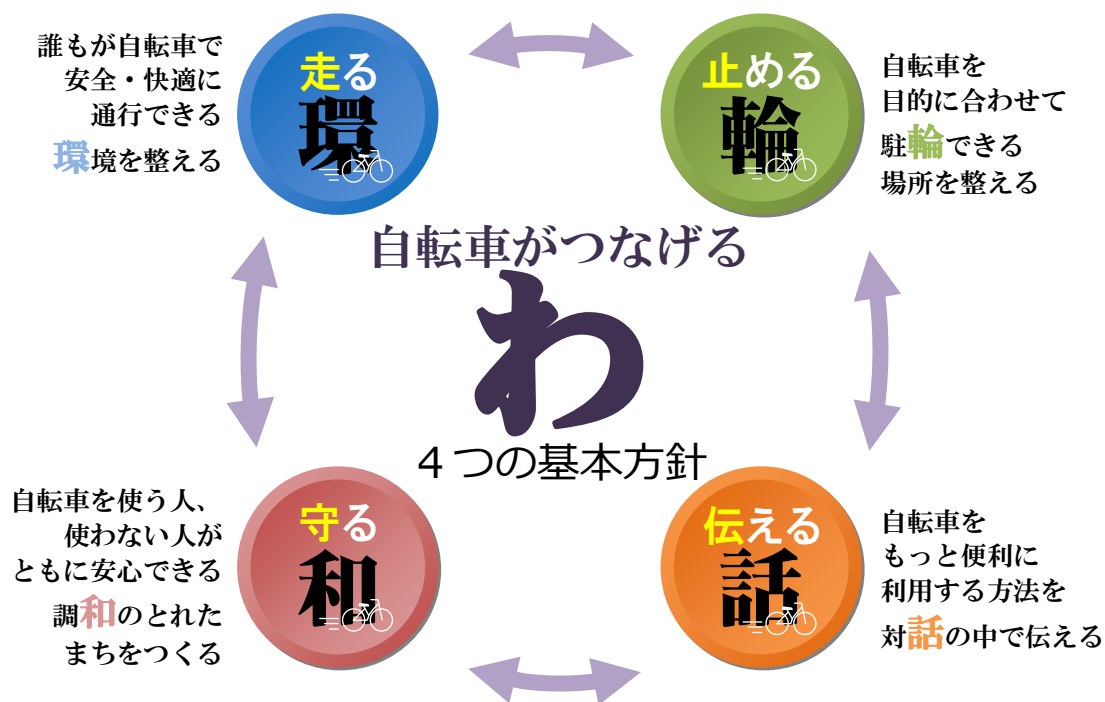 誰もが自転車で
安全・快適に
通行できる
環境を整える
走る
環
止める
輪
自転車を
目的に合わせて
駐輪できる
場所を整える
自転車がつなげる
わ
４つの基本方針
自転車を使う人、
使わない人が
ともに安心できる
調和のとれた
まちをつくる
守る
和
伝える
話
自転車を
もっと便利に
利用する方法を
対話の中で伝える